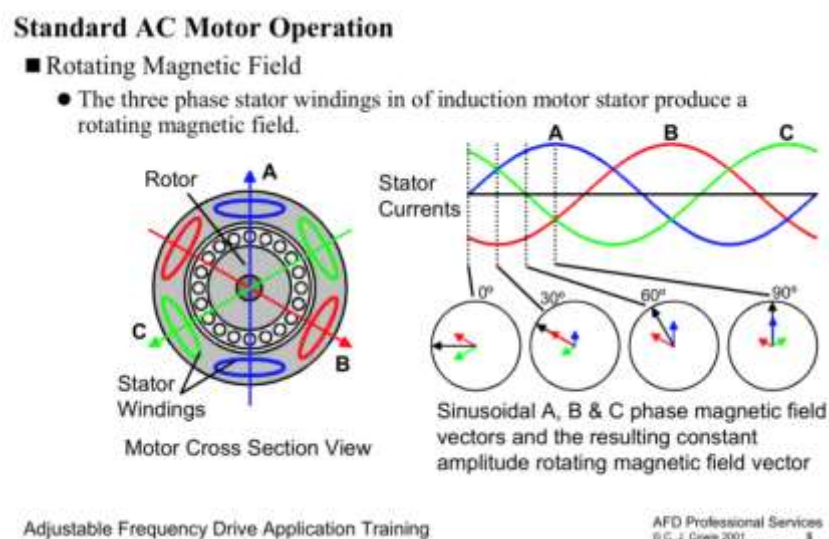 Standard AC Motor Operation
■ Rotating Magnetic Field
● The three phase stator windings in of induction motor stator produce a
rotating magnetic field.
A
Rotor
C
B
Stator
Windings
Motor Cross Section View
A B C
Stator
Currents
0º 30º 60º 90º
Sinusoidal A, B & C phase magnetic field
vectors and the resulting constant
amplitude rotating magnetic field vector
Adjustable Frequency Drive Application Training
AFD Professional Services
© C. J. Cowie 2001